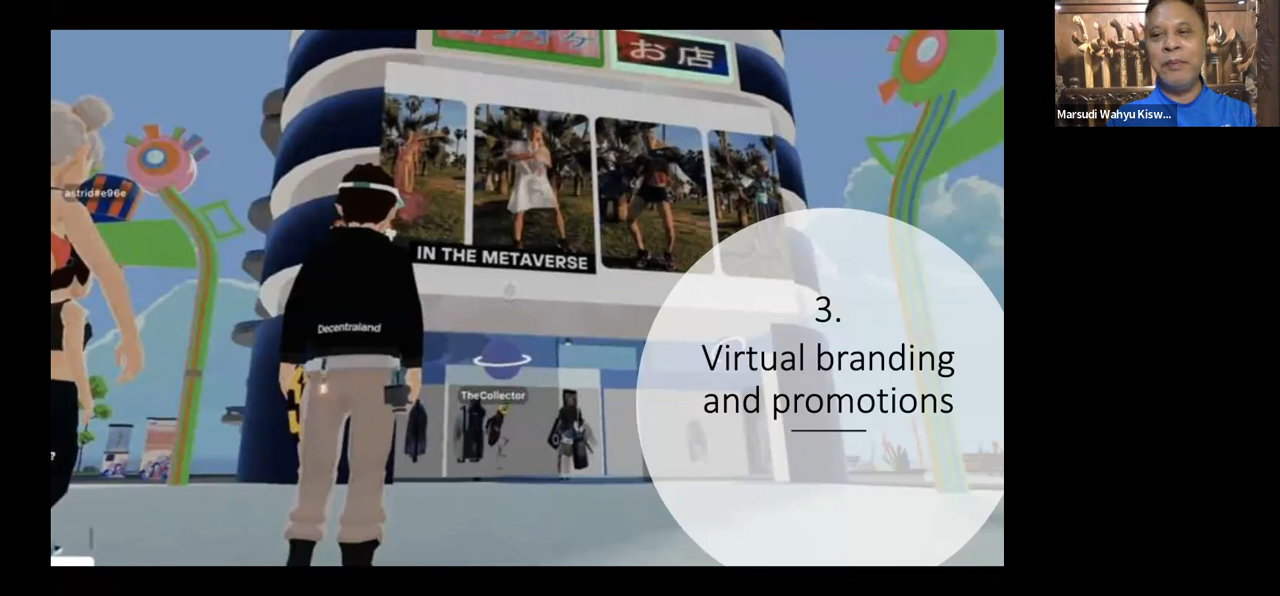 お店
astrid#e96e
IN THE METAVERSE
Decentraland
TheCollector
3.
Virtual branding
and promotions
Marsudi Wahyu Kisw...